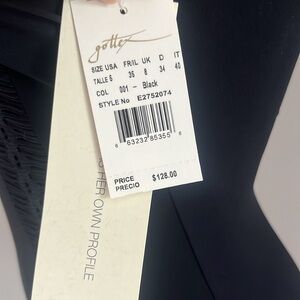 gottex
SIZE USA FR/IL UK D IT
TALLE 6 36 8 34 40
COL 001 - Black
STYLE No E2752074
6 63232 85355 6
PRICE
PRECIO $128.00
HER OWN PROFILE